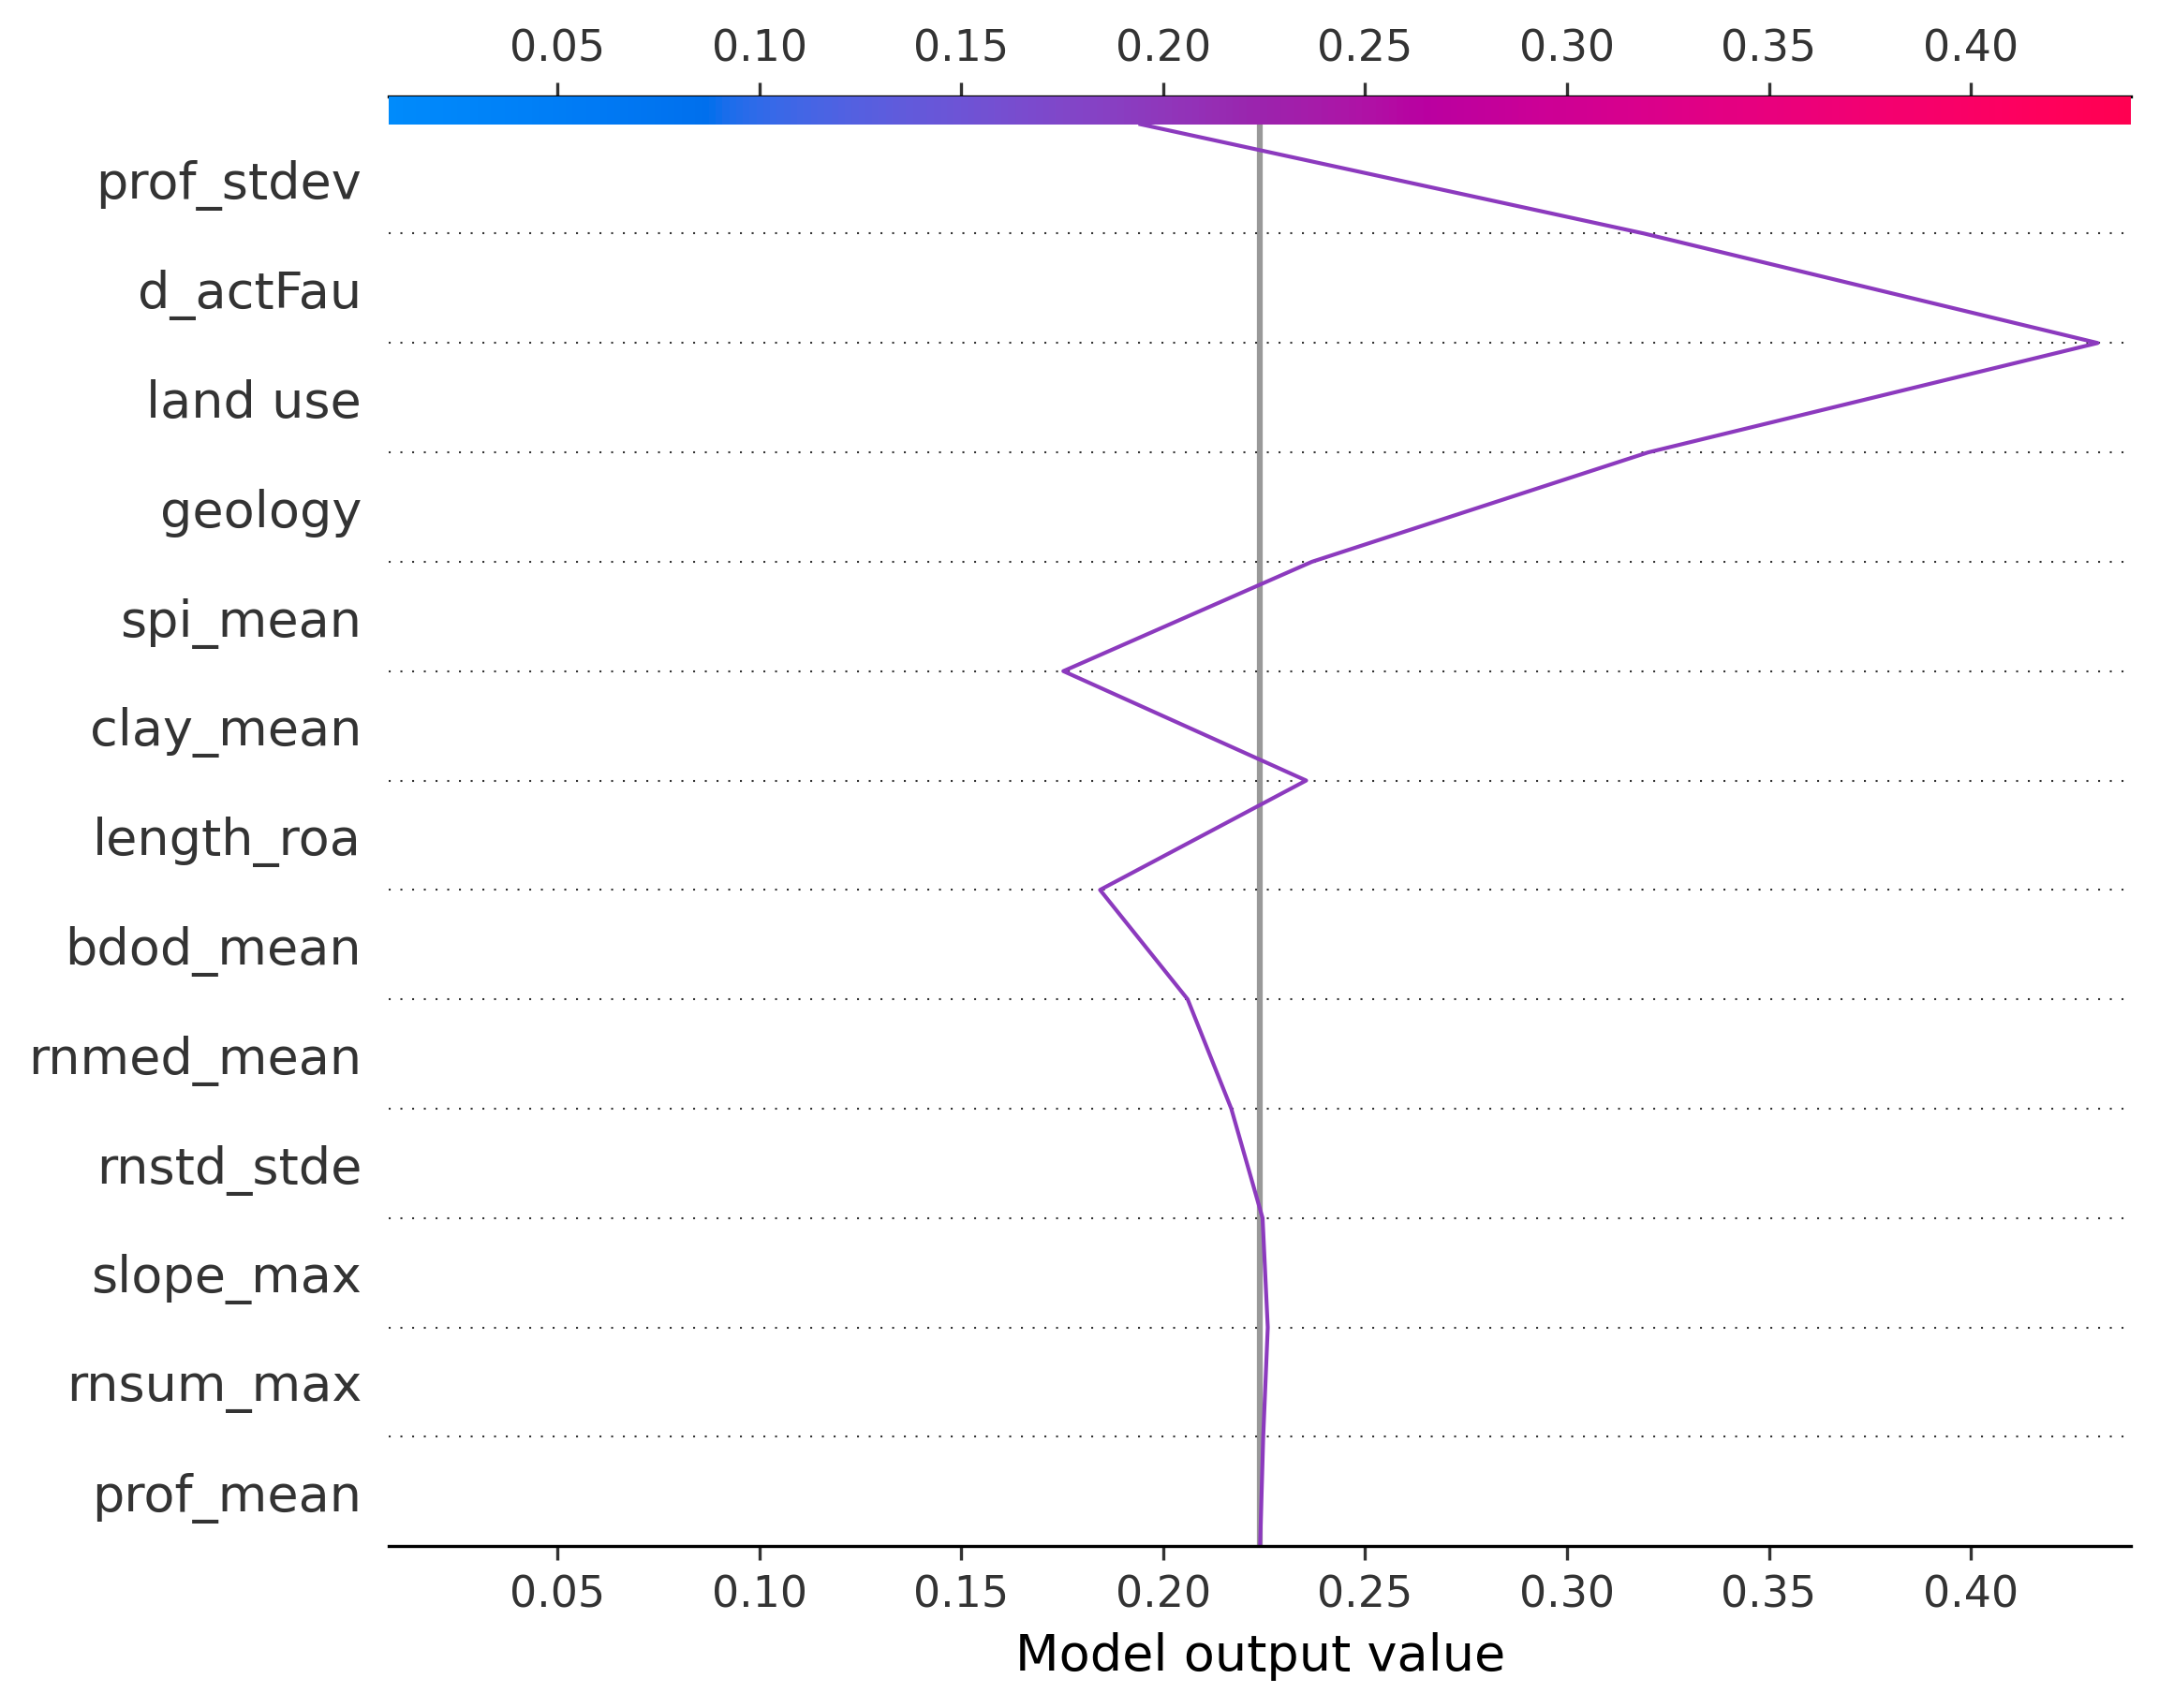 0.05 0.10 0.15 0.20 0.25 0.30 0.35 0.40
prof_stdev
d_actFau
land use
geology
spi_mean
clay_mean
length_roa
bdod_mean
rnmed_mean
rnstd_stde
slope_max
rnsum_max
prof_mean
0.05 0.10 0.15 0.20 0.25 0.30 0.35 0.40
Model output value